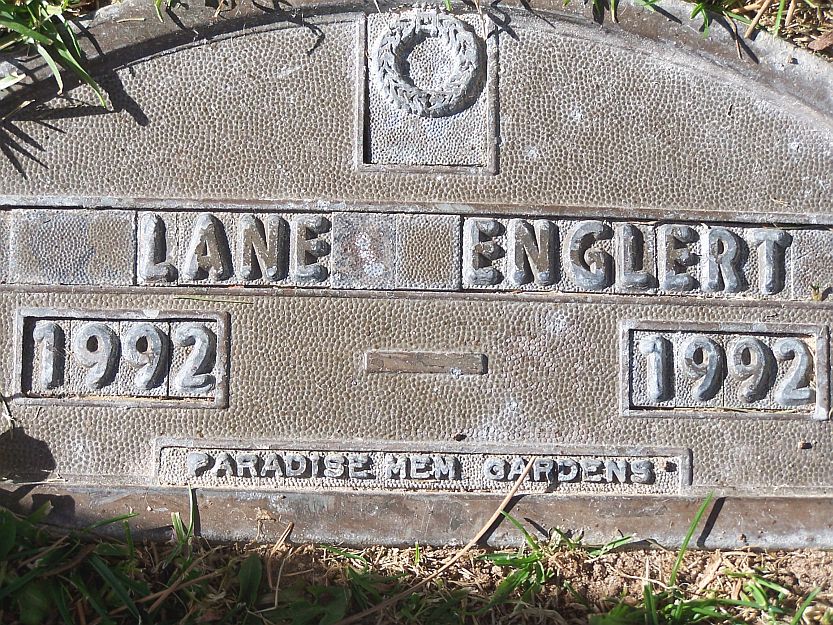 LANE ENGLERT
1992 — 1992
PARADISE MEM GARDENS